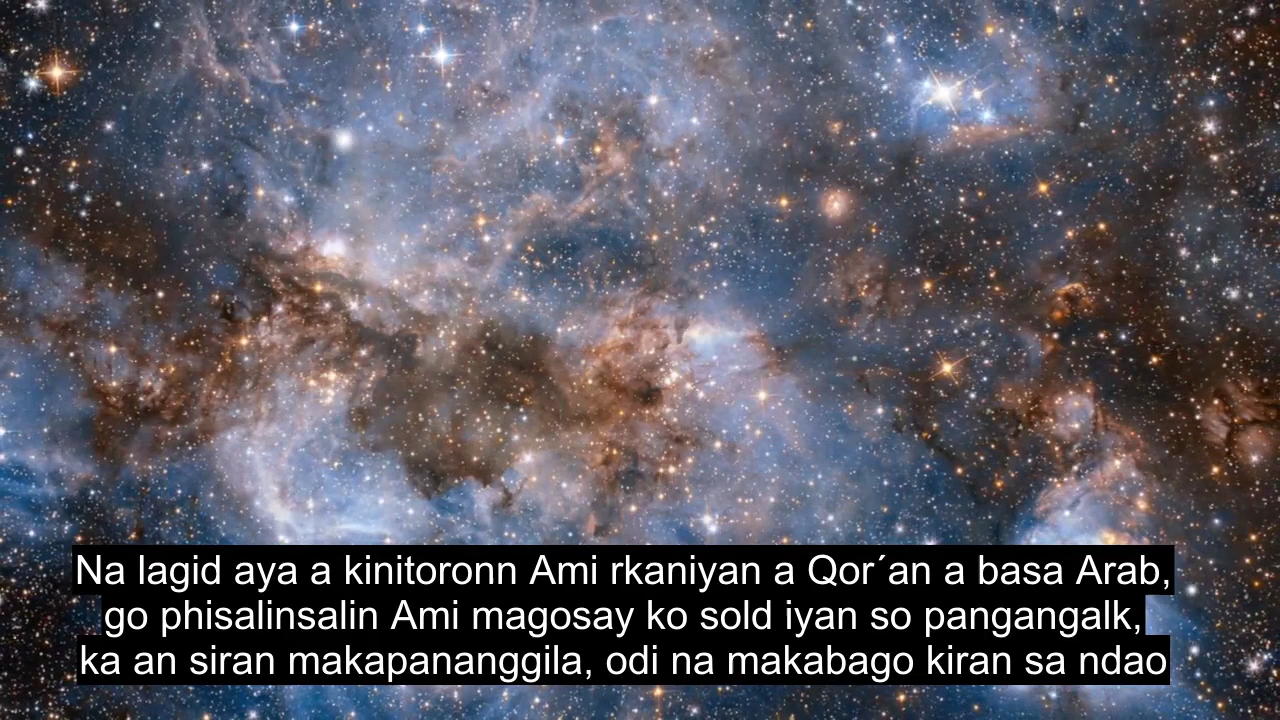 Na lagid aya a kinitoronn Ami rkaniyan a Qor´an a basa Arab,
go phisalinsalin Ami magosay ko sold iyan so pangangalk,
ka an siran makapananggila, odi na makabago kiran sa ndao